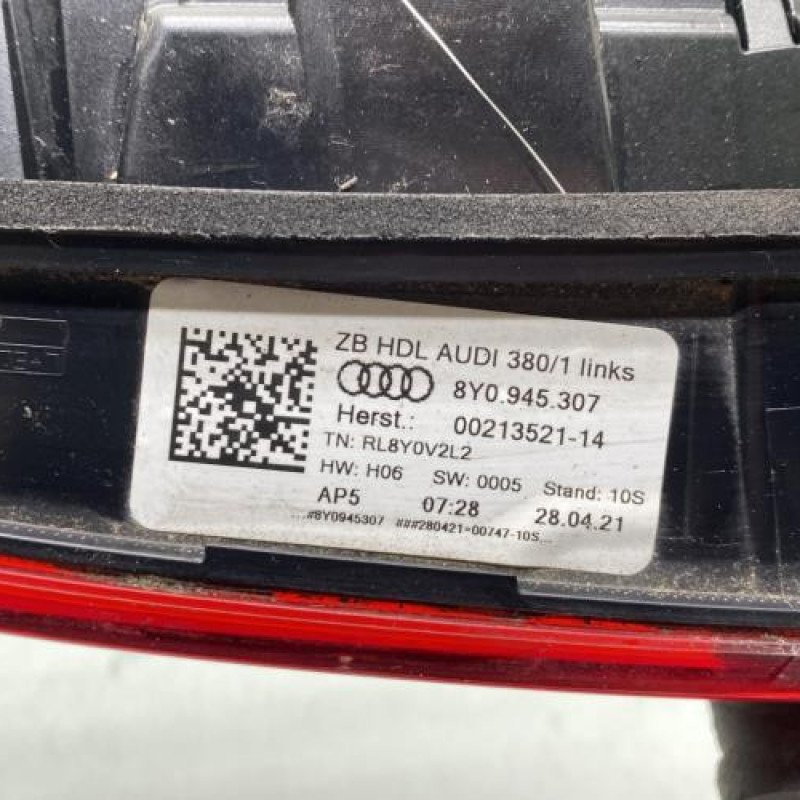 ZB HDL AUDI 380/1 links
8Y0.945.307
Herst.: 00213521-14
TN: RL8Y0V2L2
HW: H06 SW: 0005 Stand: 10S
AP5 07:28 28.04.21
...#8Y0945307 ###280421=00747-10S...